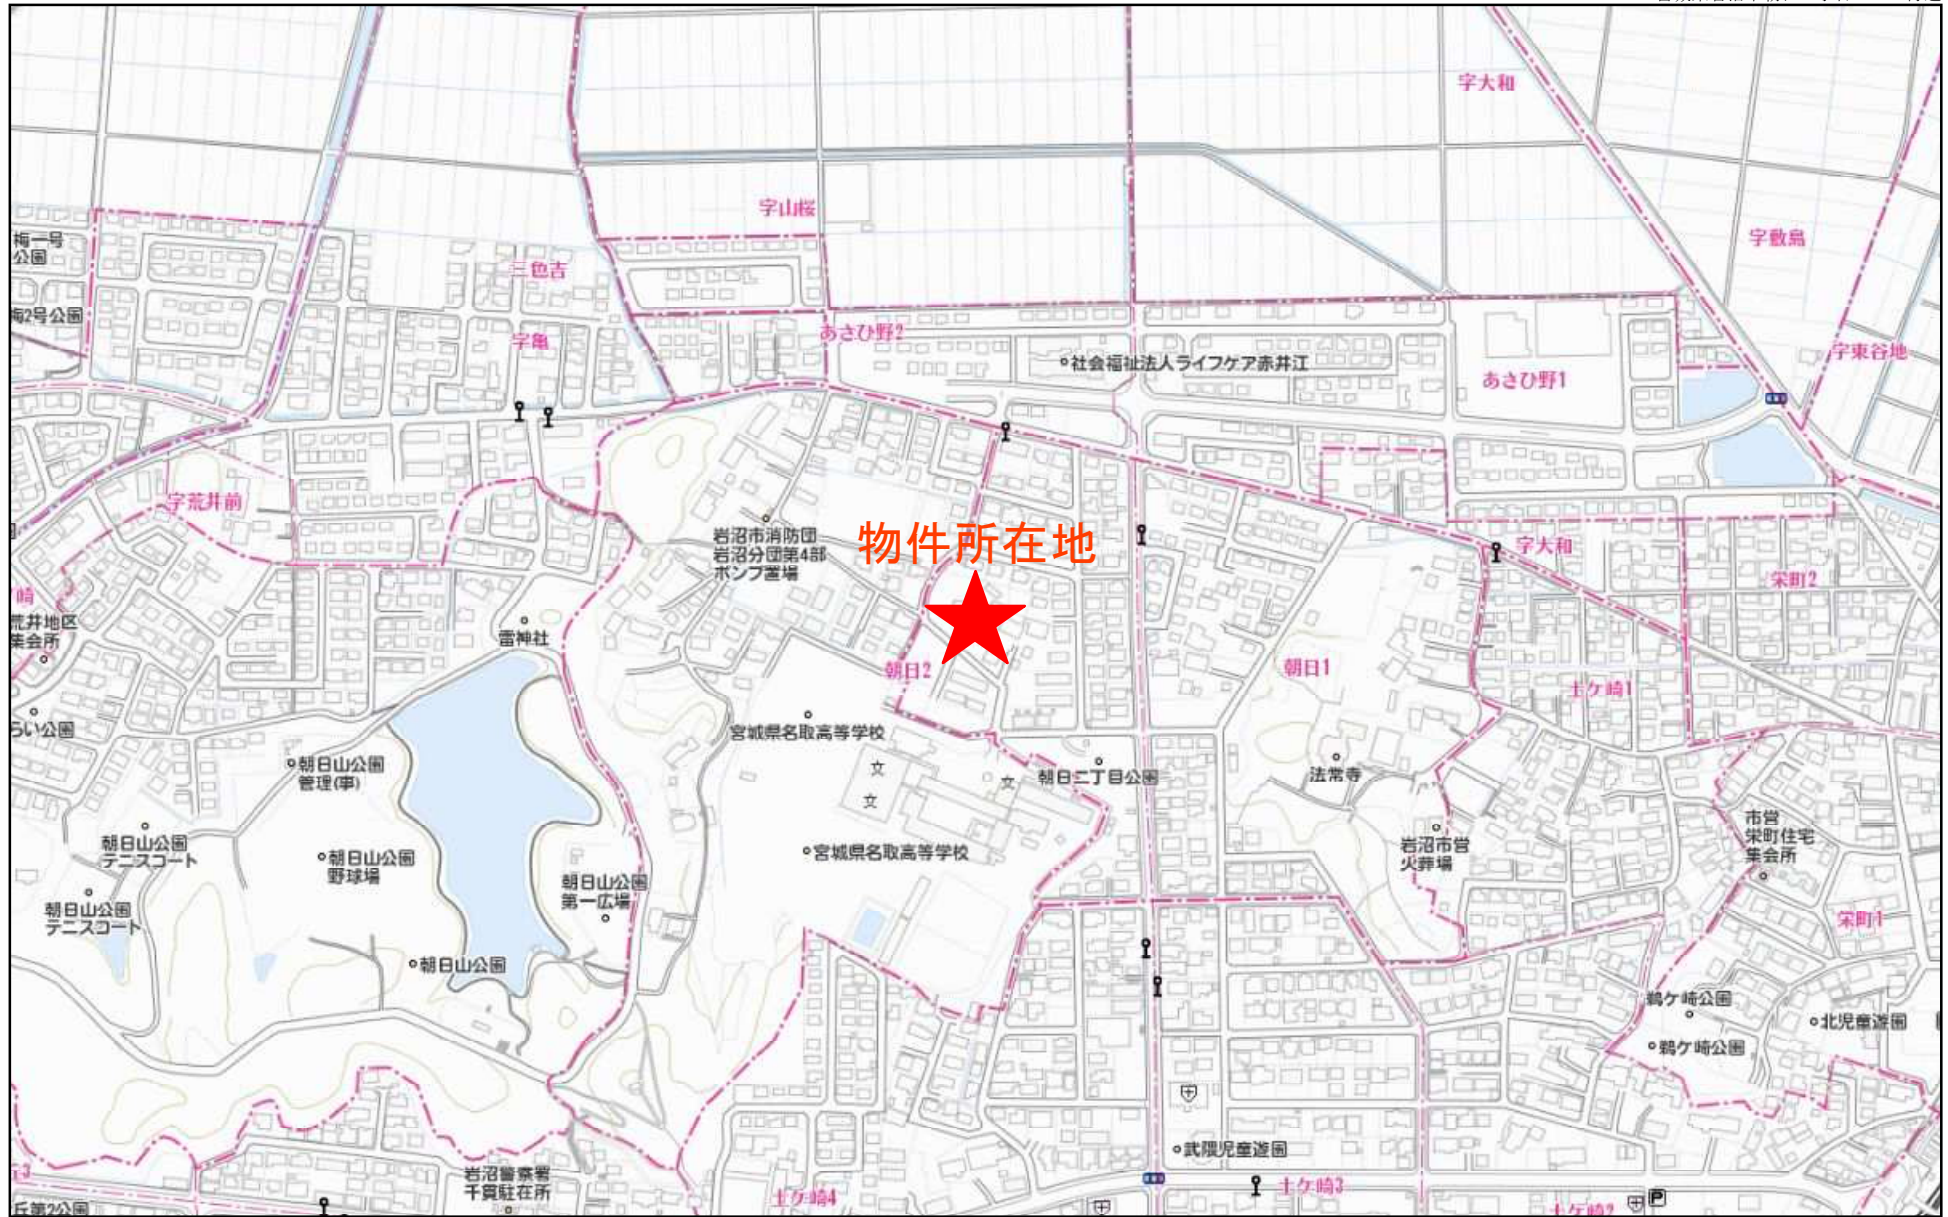 字大和
字山桜
字敷島
梅一号
公園
三色吉
梅2号公園
字亀
あさひ野2
社会福祉法人ライフケア赤井江
あさひ野1
字東谷地
字荒井前
岩沼市消防団
岩沼分団第4部
ポンプ置場
物件所在地
字大和
栄町2
崎
荒井地区
集会所
雷神社
朝日2
朝日1
土ケ崎1
らい公園
宮城県名取高等学校
朝日山公園
管理(事)
文
文
文
朝日二丁目公園
法常寺
朝日山公園
テニスコート
朝日山公園
野球場
宮城県名取高等学校
岩沼市営
火葬場
市営
栄町住宅
集会所
朝日山公園
第一広場
朝日山公園
テニスコート
栄町1
朝日山公園
鵜ケ崎公園
北児童遊園
鵜ケ崎公園
武隈児童遊園
岩沼警察署
千貫駐在所
土ケ崎4
土ケ崎3
土ケ崎2
P
丘第2公園